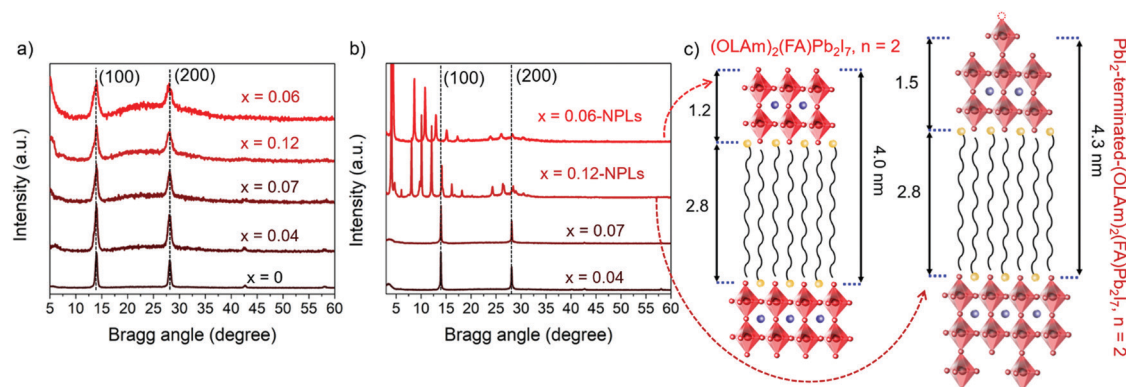 a)
(100)
(200)
x = 0.06
x = 0.12
x = 0.07
x = 0.04
x = 0
Intensity (a.u.)
5 10 15 20 25 30 35 40 45 50 55 60
Bragg angle (degree)
b)
(100)
(200)
x = 0.06-NPLs
x = 0.12-NPLs
x = 0.07
x = 0.04
Intensity (a.u.)
5 10 15 20 25 30 35 40 45 50 55 60
Bragg angle (degree)
c)
(OLAm)₂(FA)Pb₂I₇, n = 2
1.2
2.8
4.0 nm
1.5
2.8
4.3 nm
PbI₂-terminated-(OLAm)₂(FA)Pb₂I₇, n = 2